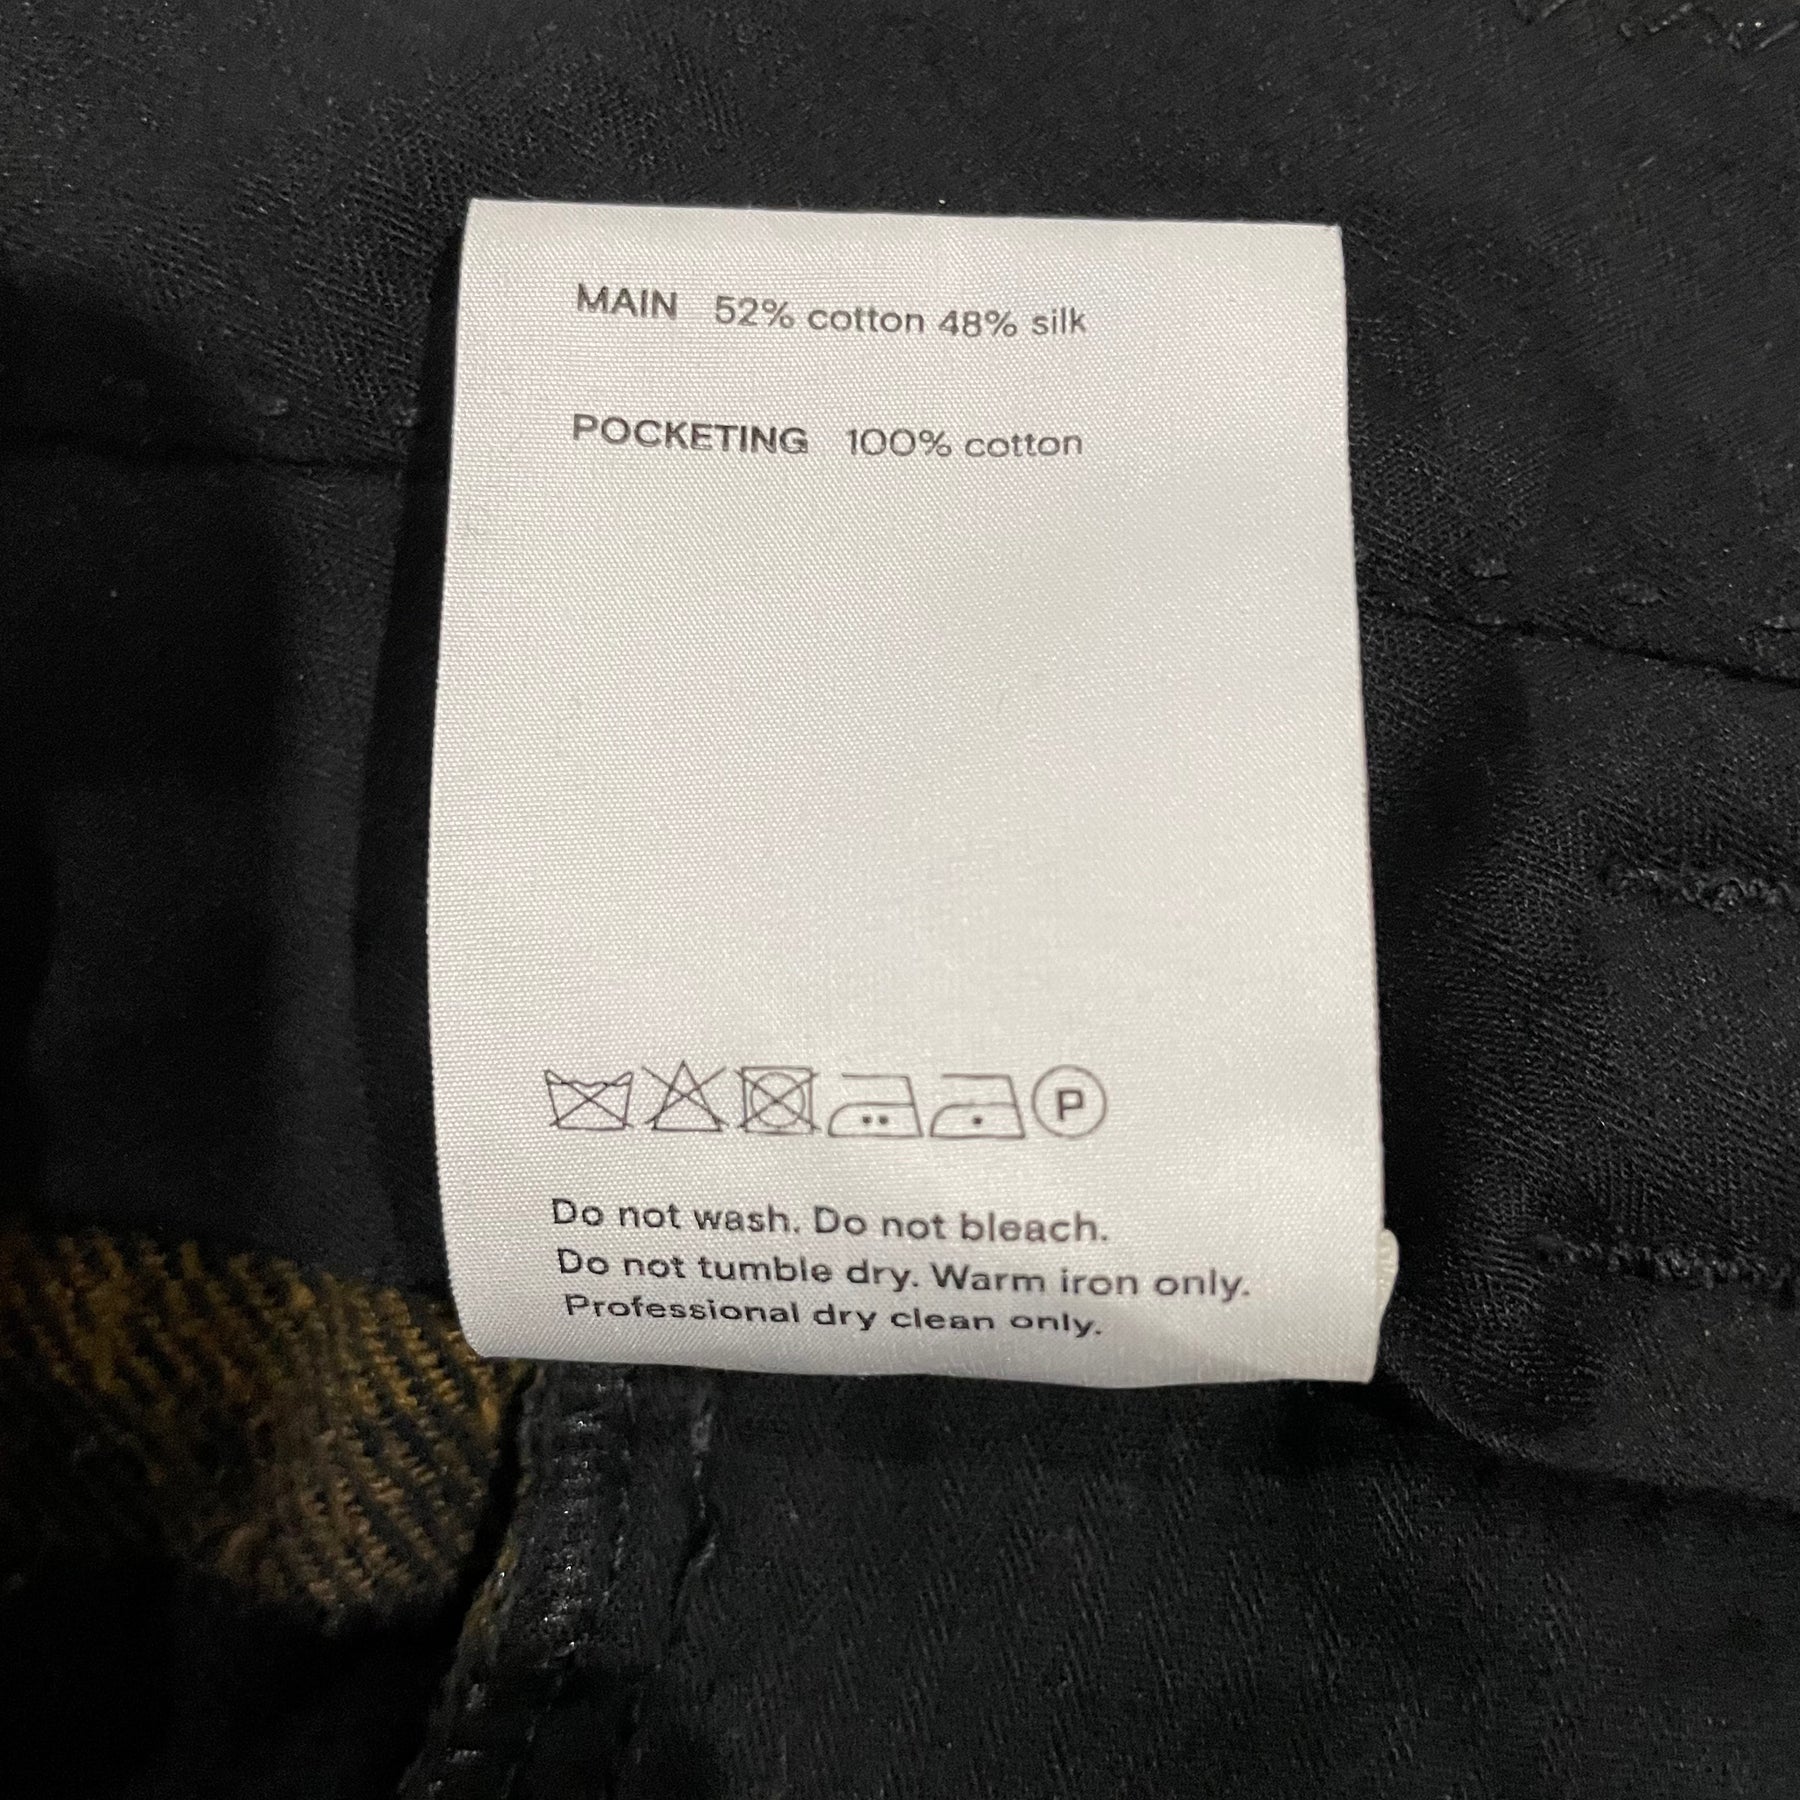 MAIN 52% cotton 48% silk
POCKETING 100% cotton
P
Do not wash. Do not bleach.
Do not tumble dry. Warm iron only.
Professional dry clean only.